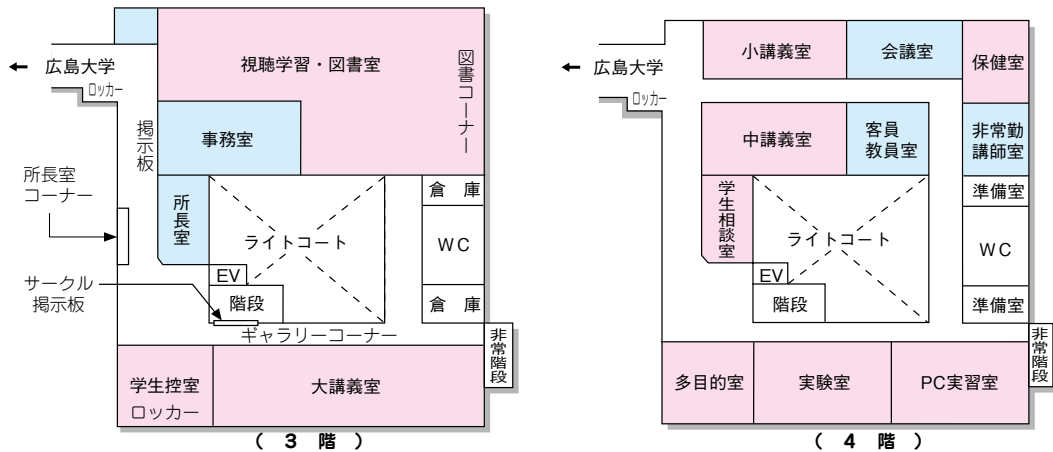 ← 広島大学
ロッカー
視聴学習・図書室
図書コーナー
掲示板
事務室
所長室
コーナー
所長室
ライトコート
倉 庫
WC
倉 庫
EV
階段
サークル
掲示板
ギャラリーコーナー
非常階段
学生控室
ロッカー
大講義室
( 3 階 )
← 広島大学
ロッカー
小講義室
会議室
保健室
中講義室
客員
教員室
非常勤
講師室
学生相談室
ライトコート
準備室
WC
準備室
EV
階段
非常階段
多目的室
実験室
PC実習室
( 4 階 )